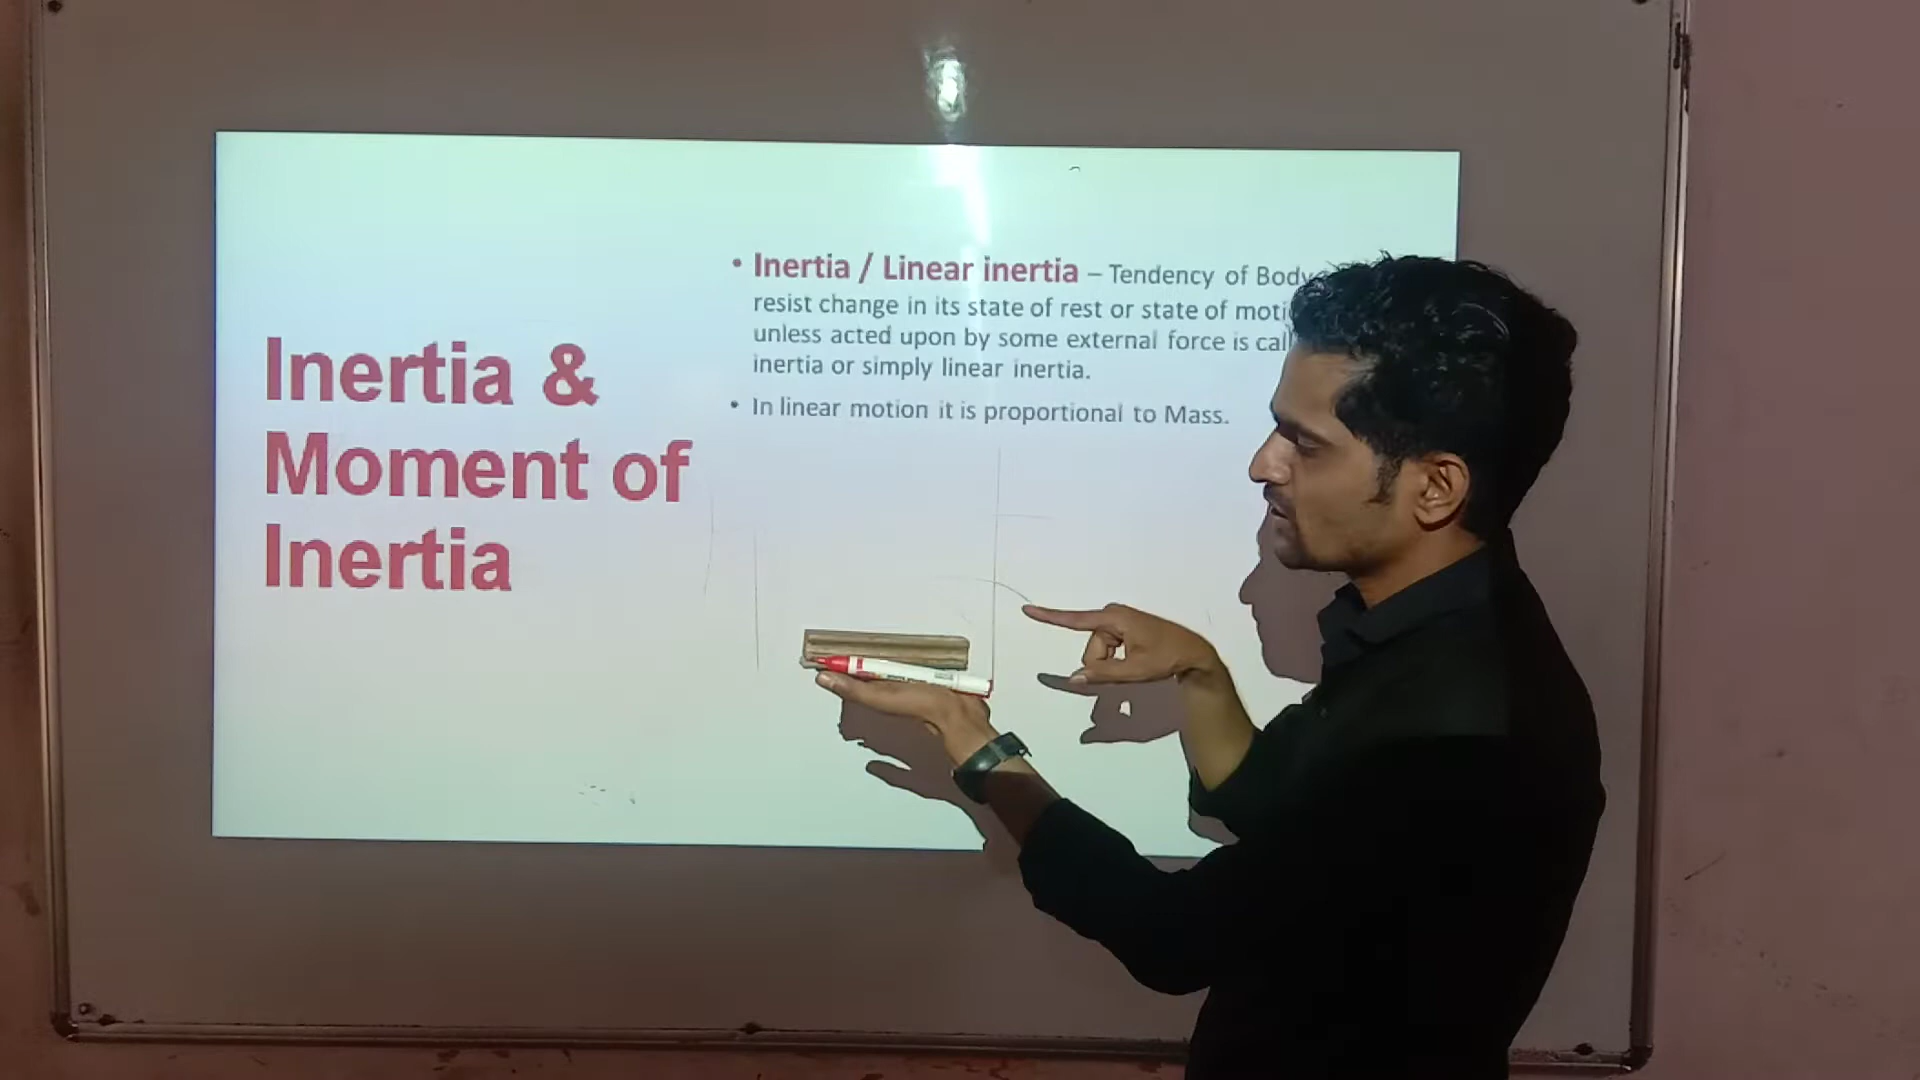 Inertia &
Moment of
Inertia
• Inertia / Linear inertia – Tendency of Body
resist change in its state of rest or state of
unless acted upon by some external force is
inertia or simply linear inertia.
• In linear motion it is proportional to Mass.